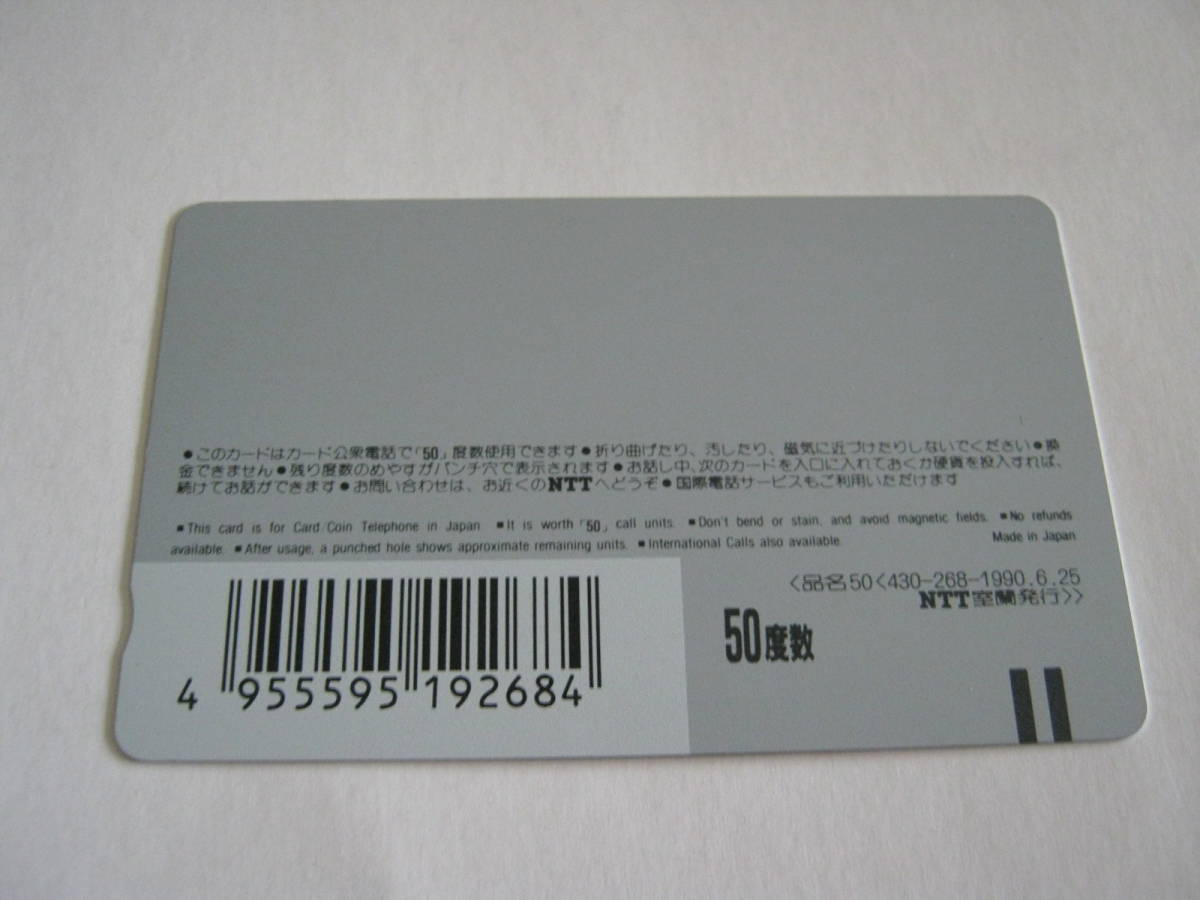 ●このカードはカード公衆電話で「50」度数使用できます●折り曲げたり、汚したり、磁気に近づけたりしないでください●換
金できません●残り度数のめやすがパンチ穴で表示されます●お話し中、次のカードを入口に入れておくか硬貨を投入すれば、
続けてお話ができます●お問い合わせは、お近くのNTTへどうぞ●国際電話サービスもご利用いただけます
■This card is for Card/Coin Telephone in Japan. ■It is worth「50」call units. ■Don't bend or stain, and avoid magnetic fields. ■No refunds
available. ■After usage, a punched hole shows approximate remaining units. ■International Calls also available. Made in Japan
〈品名50〈430-268-1990.6.25
NTT室蘭発行〉〉
50度数
4 955595 192684